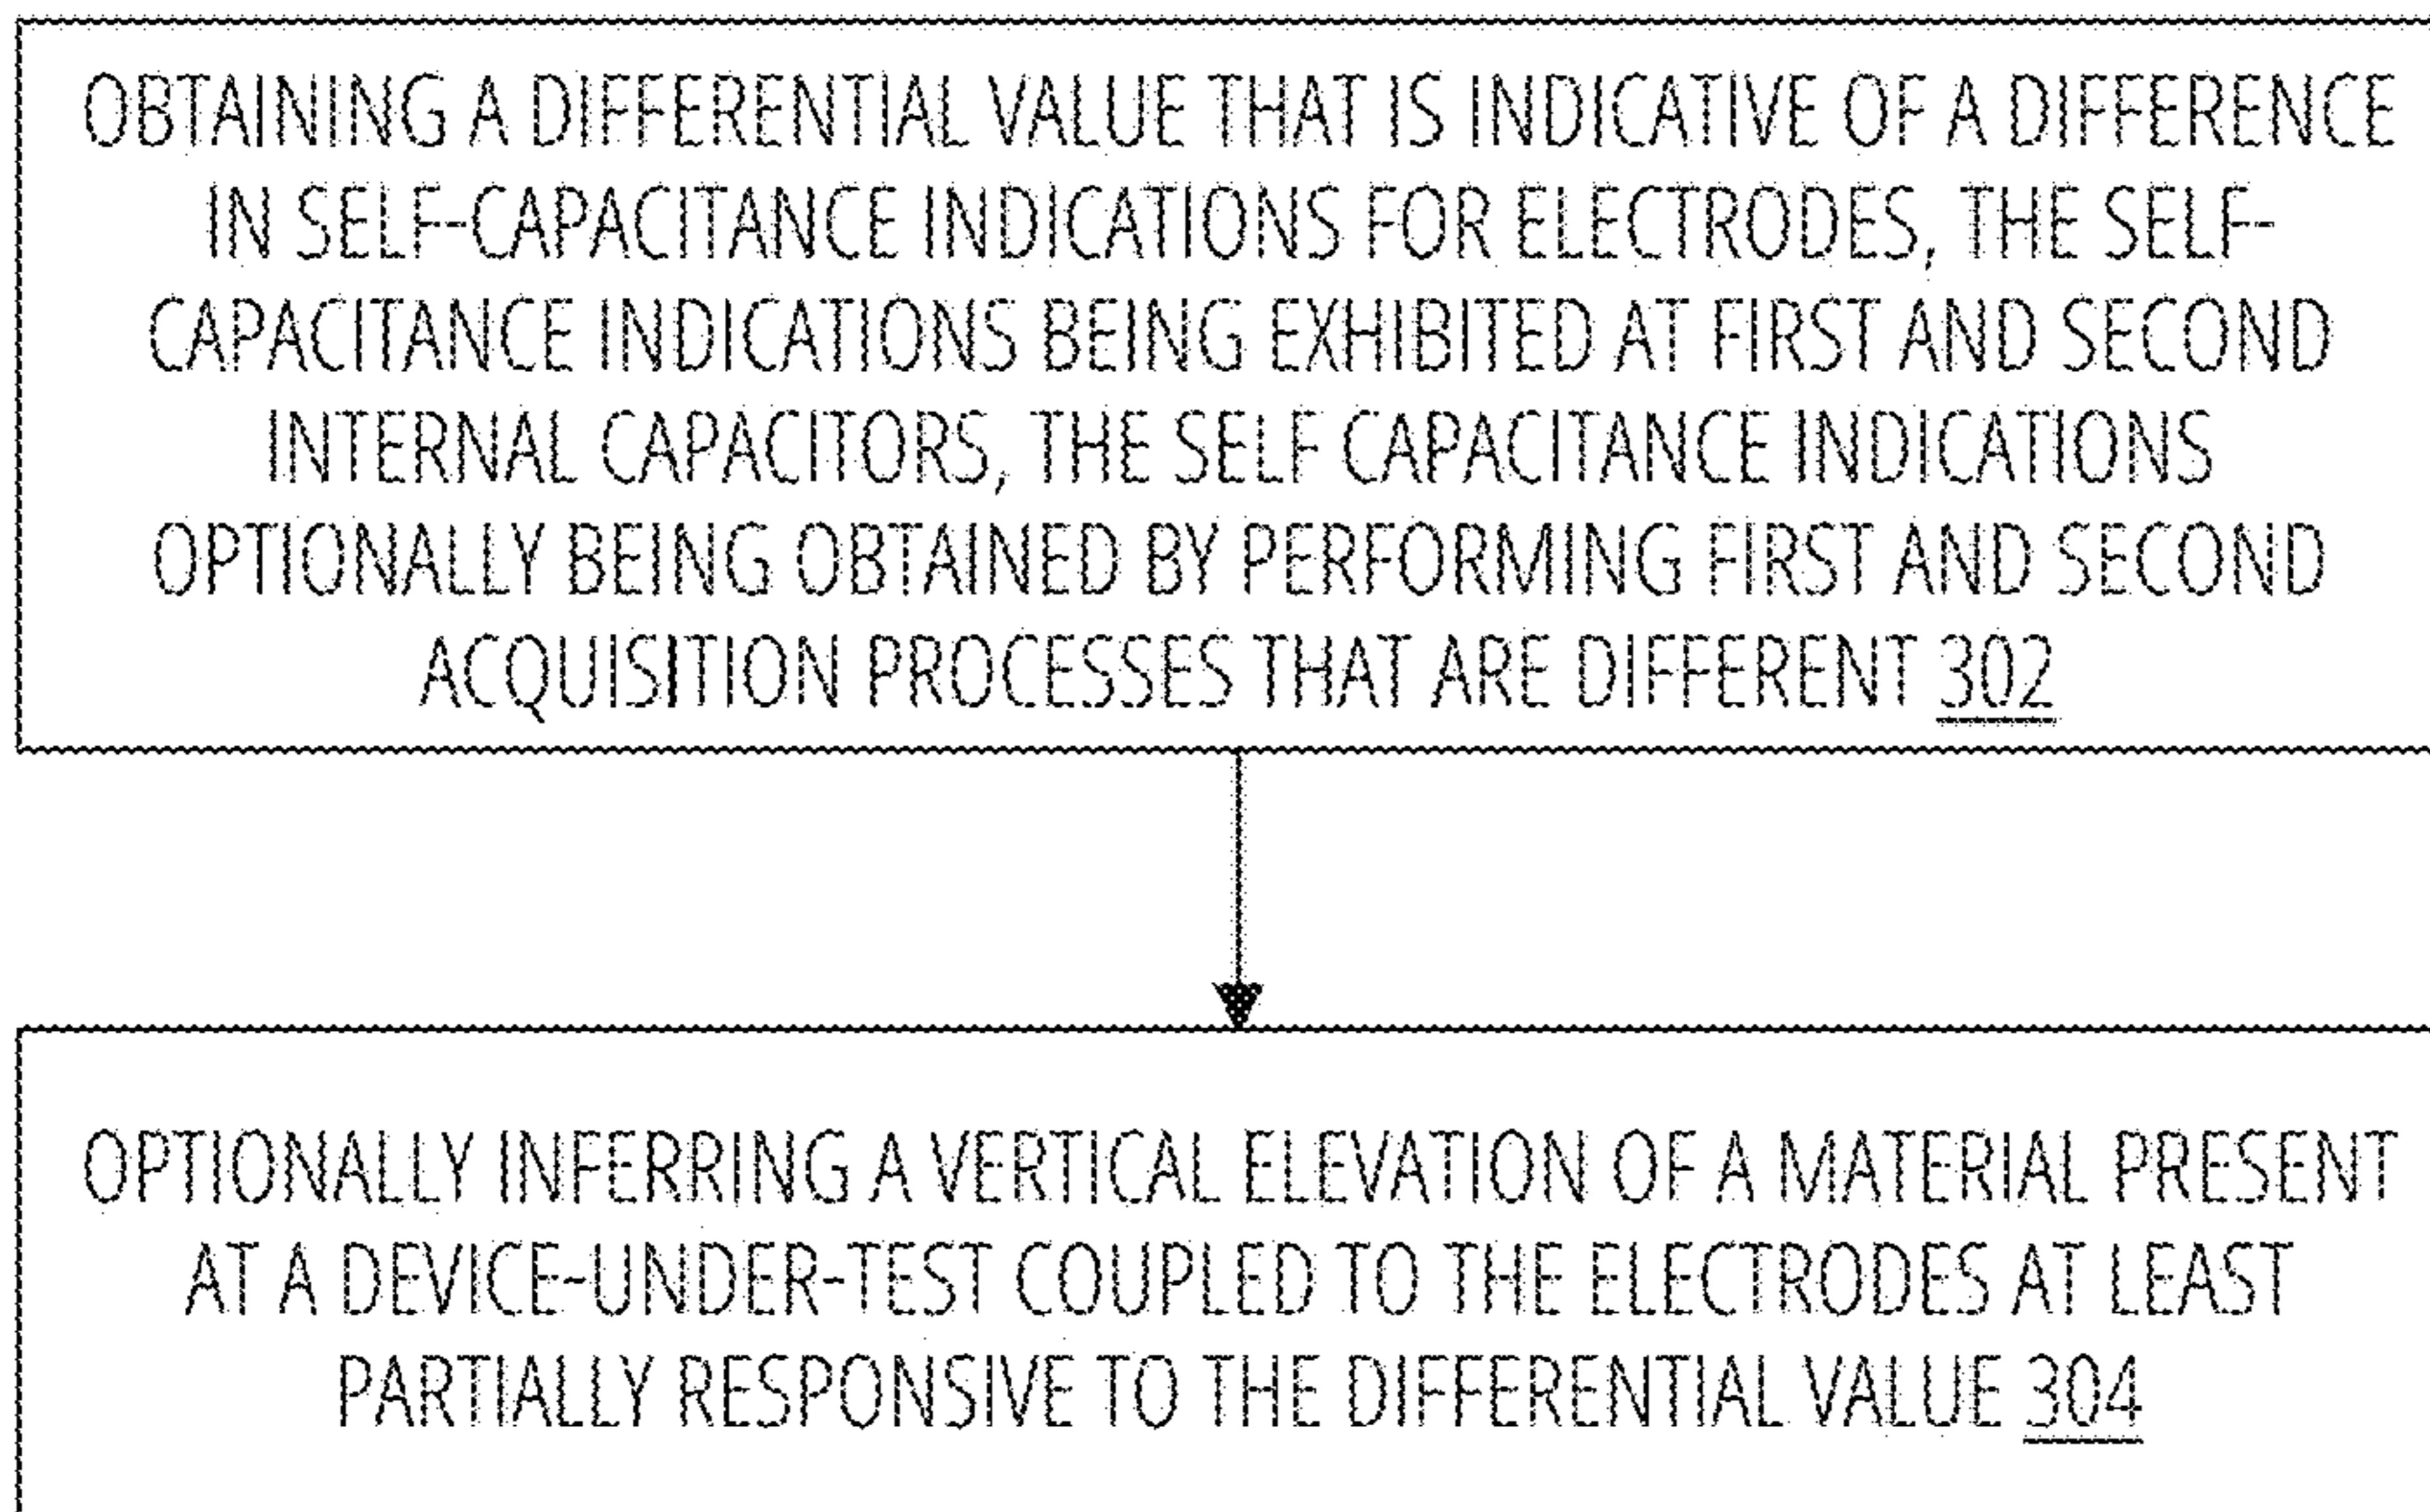 OBTAINING A DIFFERENTIAL VALUE THAT IS INDICATIVE OF A DIFFERENCE
IN SELF-CAPACITANCE INDICATIONS FOR ELECTRODES, THE SELF-
CAPACITANCE INDICATIONS BEING EXHIBITED AT FIRST AND SECOND
INTERNAL CAPACITORS, THE SELF CAPACITANCE INDICATIONS
OPTIONALLY BEING OBTAINED BY PERFORMING FIRST AND SECOND
ACQUISITION PROCESSES THAT ARE DIFFERENT 302
OPTIONALLY INFERRING A VERTICAL ELEVATION OF A MATERIAL PRESENT
AT A DEVICE-UNDER-TEST COUPLED TO THE ELECTRODES AT LEAST
PARTIALLY RESPONSIVE TO THE DIFFERENTIAL VALUE 304